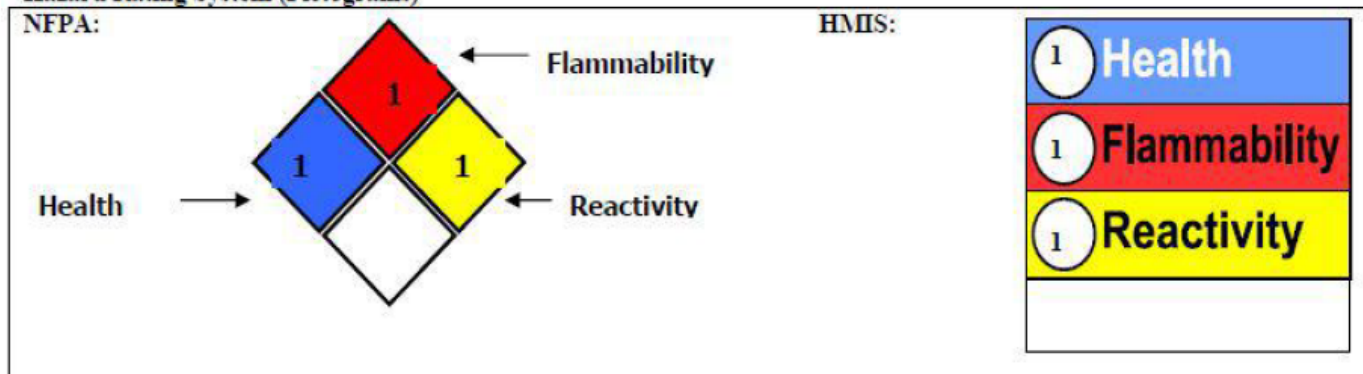 NFPA:
HMIS:
1
Flammability
1
1
Health
Reactivity
1 Health
1 Flammability
1 Reactivity